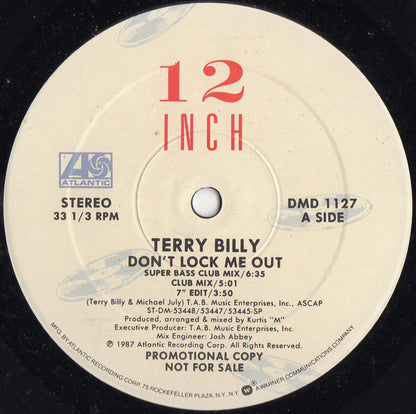 12
INCH
ATLANTIC
STEREO
33 1/3 RPM
DMD 1127
A SIDE
TERRY BILLY
DON'T LOCK ME OUT
SUPER BASS CLUB MIX/6:35
CLUB MIX/5:01
7" EDIT/3:50
(Terry Billy & Michael July) T.A.B. Music Enterprises, Inc., ASCAP
ST-DM-53448/53447/53445-SP
Produced, arranged & mixed by Kurtis "M"
Executive Producer: T.A.B. Music Enterprises, Inc.
Mix Engineer: Josh Abbey
© 1987 Atlantic Recording Corp. All Rights Reserved.
PROMOTIONAL COPY
NOT FOR SALE
MFG. BY ATLANTIC RECORDING CORP. 75 ROCKEFELLER PLAZA, N.Y., N.Y. A WARNER COMMUNICATIONS COMPANY